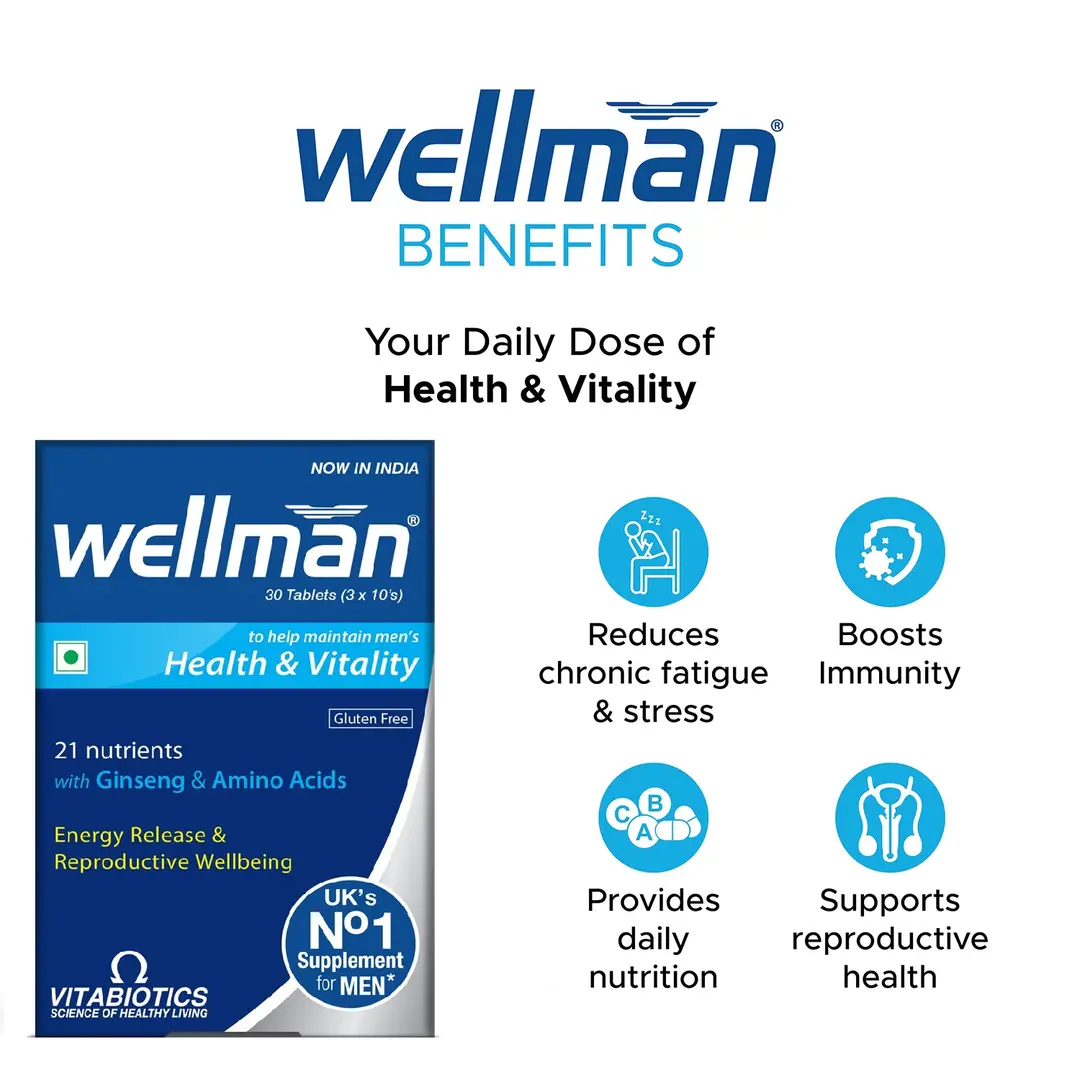 wellman®
BENEFITS
Your Daily Dose of
Health & Vitality
NOW IN INDIA
wellman®
30 Tablets (3 x 10's)
to help maintain men's
Health & Vitality
Gluten Free
21 nutrients
with Ginseng & Amino Acids
Energy Release &
Reproductive Wellbeing
UK's
Nº1
Supplement
for MEN*
VITABIOTICS
SCIENCE OF HEALTHY LIVING
zzz
Reduces
chronic fatigue
& stress
Boosts
Immunity
C B
A
Provides
daily
nutrition
Supports
reproductive
health